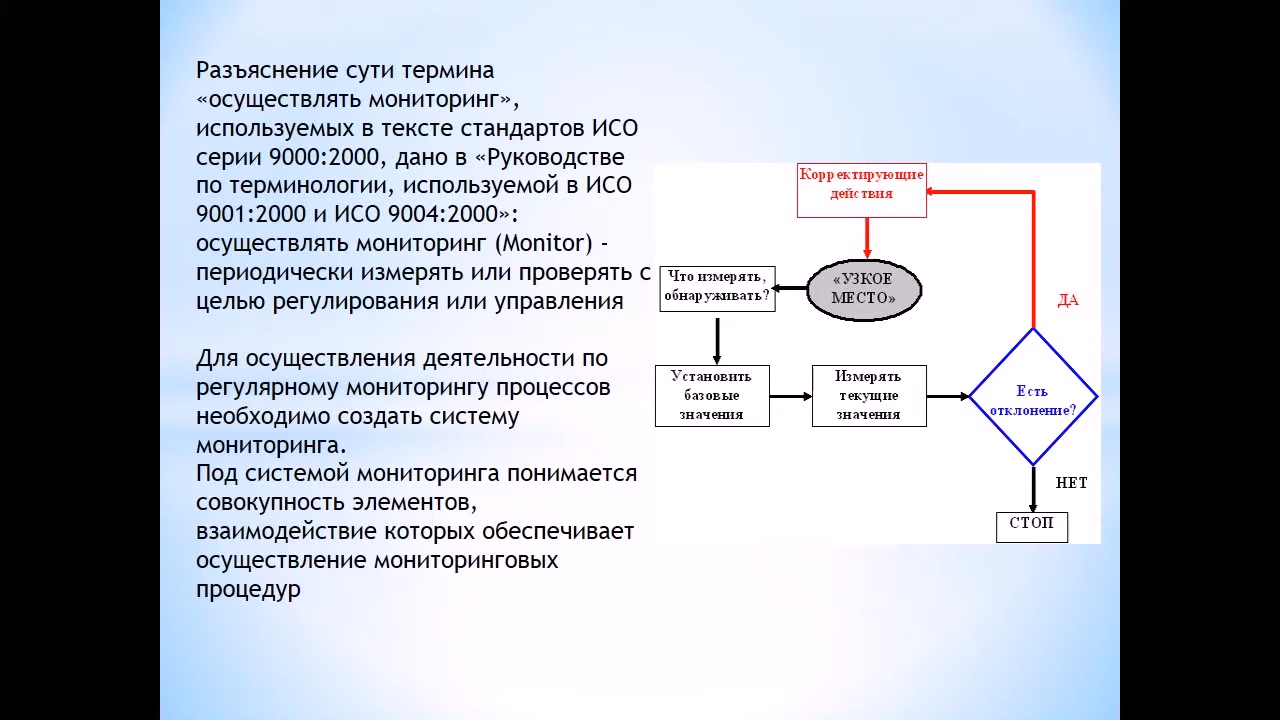 Разъяснение сути термина
«осуществлять мониторинг»,
используемых в тексте стандартов ИСО
серии 9000:2000, дано в «Руководстве
по терминологии, используемой в ИСО
9001:2000 и ИСО 9004:2000»:
осуществлять мониторинг (Monitor) -
периодически измерять или проверять с
целью регулирования или управления
Для осуществления деятельности по
регулярному мониторингу процессов
необходимо создать систему
мониторинга.
Под системой мониторинга понимается
совокупность элементов,
взаимодействие которых обеспечивает
осуществление мониторинговых
процедур
Корректирующие
действия
Что измерять,
обнаруживать?
«УЗКОЕ
МЕСТО»
ДА
Установить
базовые
значения
Измерять
текущие
значения
Есть
отклонение?
НЕТ
СТОП